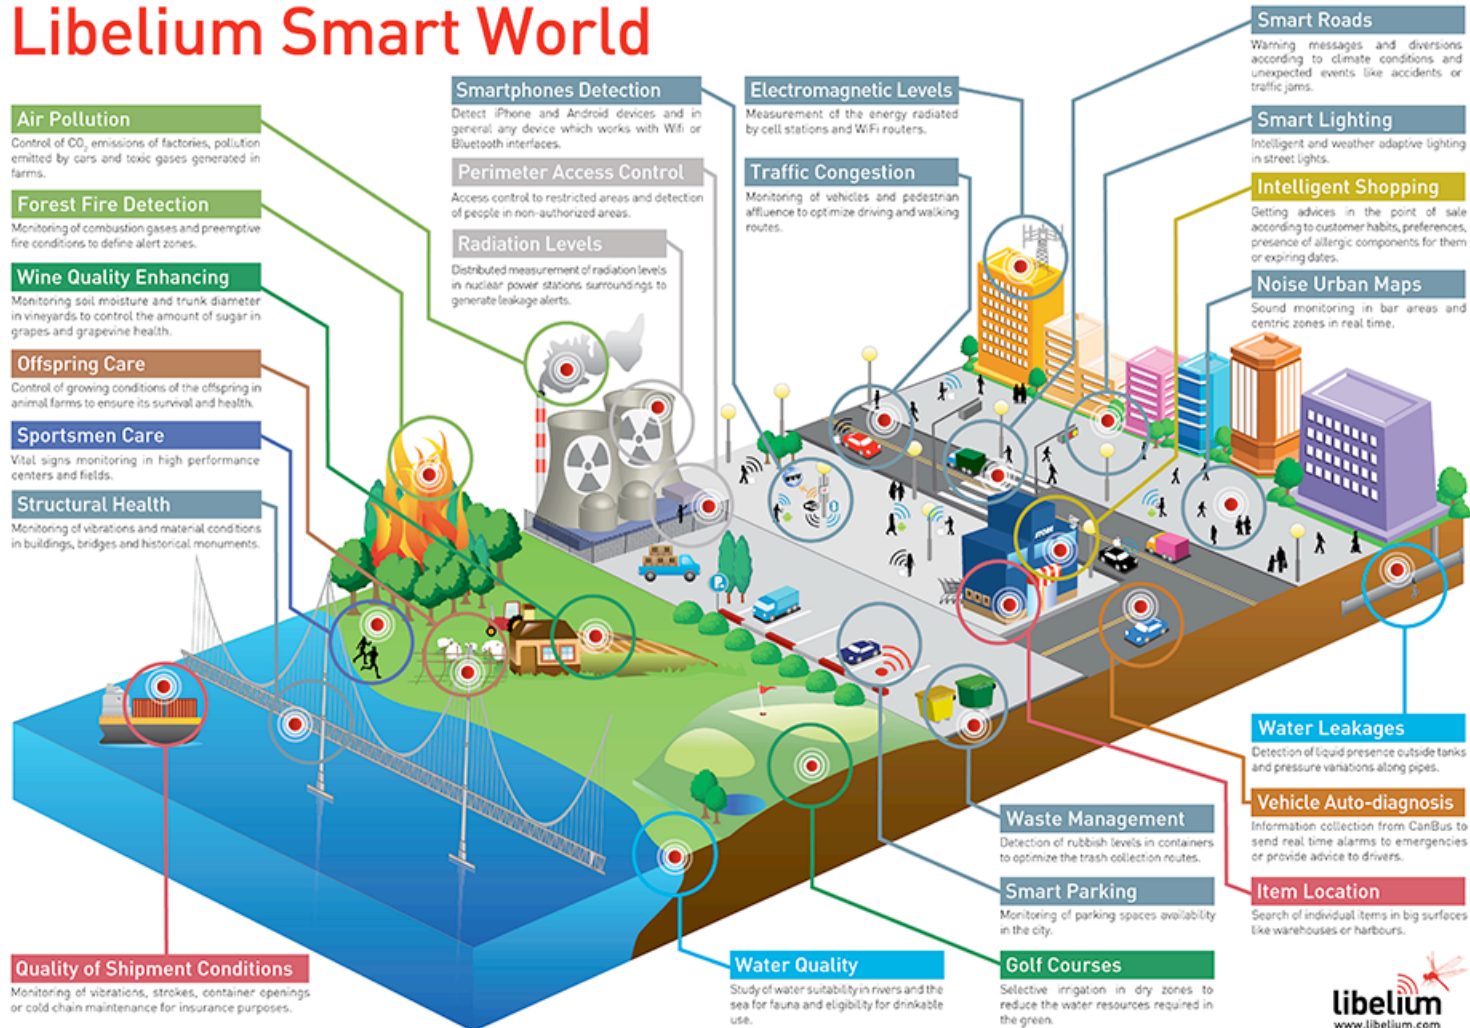 Libelium Smart World
Air Pollution
Control of CO2 emissions of factories, pollution
emitted by cars and toxic gases generated in
farms.
Forest Fire Detection
Monitoring of combustion gases and preemptive
fire conditions to define alert zones.
Wine Quality Enhancing
Monitoring soil moisture and trunk diameter
in vineyards to control the amount of sugar in
grapes and grapevine health.
Offspring Care
Control of growing conditions of the offspring in
animal farms to ensure its survival and health.
Sportsmen Care
Vital signs monitoring in high performance
centers and fields.
Structural Health
Monitoring of vibrations and material conditions
in buildings, bridges and historical monuments.
Quality of Shipment Conditions
Monitoring of vibrations, strokes, container openings
or cold chain maintenance for insurance purposes.
Smartphones Detection
Detect iPhone and Android devices and in
general any device which works with Wifi or
Bluetooth interfaces.
Perimeter Access Control
Access control to restricted areas and detection
of people in non-authorized areas.
Radiation Levels
Distributed measurement of radiation levels
in nuclear power stations surroundings to
generate leakage alerts.
Electromagnetic Levels
Measurement of the energy radiated
by cell stations and WiFi routers.
Traffic Congestion
Monitoring of vehicles and pedestrian
affluence to optimize driving and walking
routes.
Smart Roads
Warning messages and diversions
according to climate conditions and
unexpected events like accidents or
traffic jams.
Smart Lighting
Intelligent and weather adaptive lighting
in street lights.
Intelligent Shopping
Getting advices in the point of sale
according to customer habits, preferences,
presence of allergic components for them
or expiring dates.
Noise Urban Maps
Sound monitoring in bar areas and
centric zones in real time.
STORE
P
Water Leakages
Detection of liquid presence outside tanks
and pressure variations along pipes.
Vehicle Auto-diagnosis
Information collection from CanBus to
send real time alarms to emergencies
or provide advice to drivers.
Item Location
Search of individual items in big surfaces
like warehouses or harbours.
Waste Management
Detection of rubbish levels in containers
to optimize the trash collection routes.
Smart Parking
Monitoring of parking spaces availability
in the city.
Golf Courses
Selective irrigation in dry zones to
reduce the water resources required in
the green.
Water Quality
Study of water suitability in rivers and the
sea for fauna and eligibility for drinkable
use.
libelium
www.libelium.com